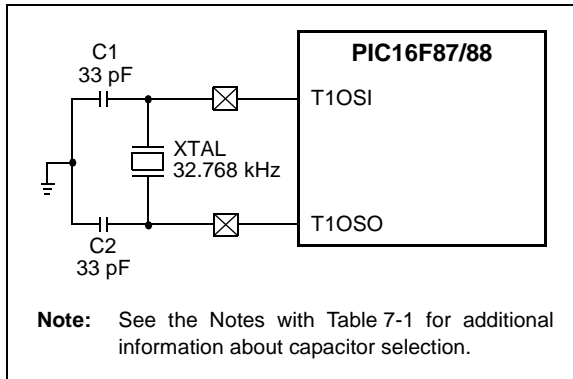 C1
33 pF
PIC16F87/88
T1OSI
XTAL
32.768 kHz
T1OSO
C2
33 pF
Note: See the Notes with Table 7-1 for additional
information about capacitor selection.